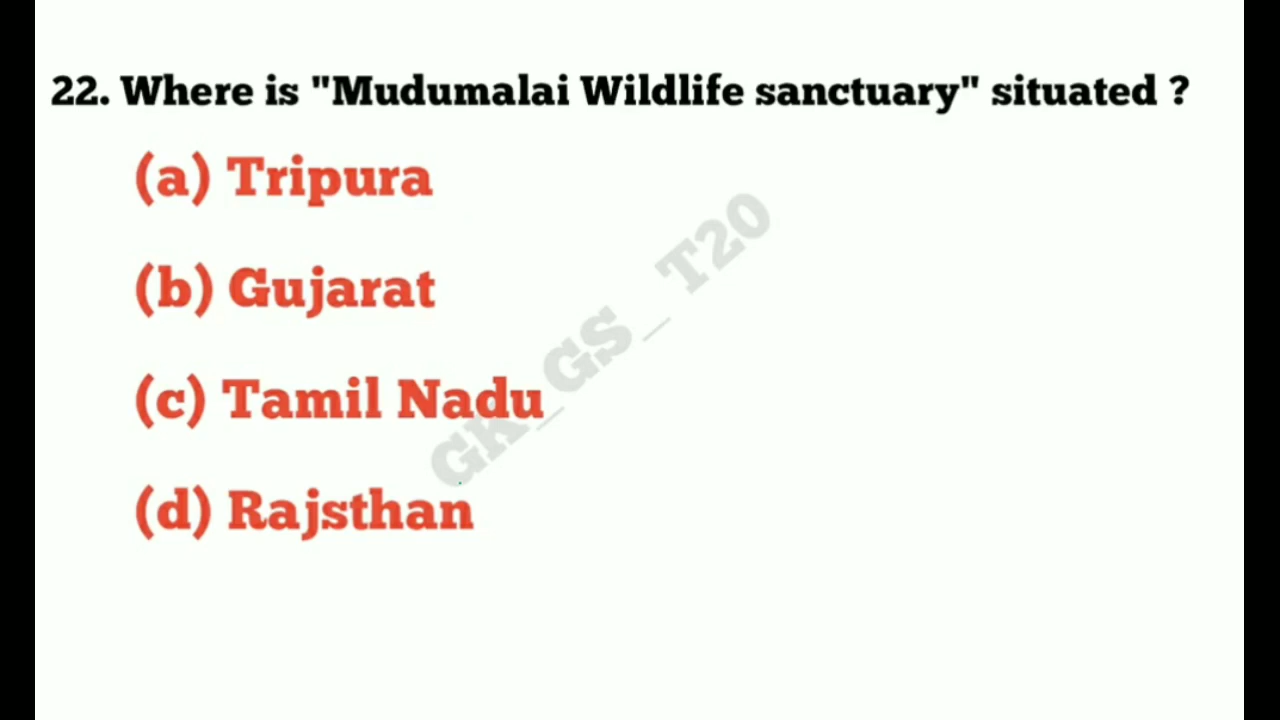 22. Where is "Mudumalai Wildlife sanctuary" situated ?
(a) Tripura
(b) Gujarat
(c) Tamil Nadu
(d) Rajsthan
GK_GS_T20